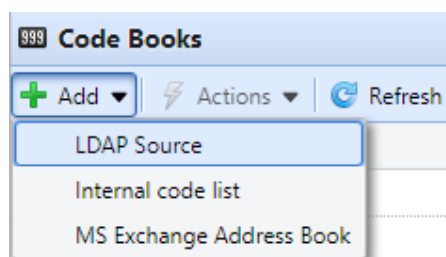 999 Code Books
Add Actions Refresh
LDAP Source
Internal code list
MS Exchange Address Book